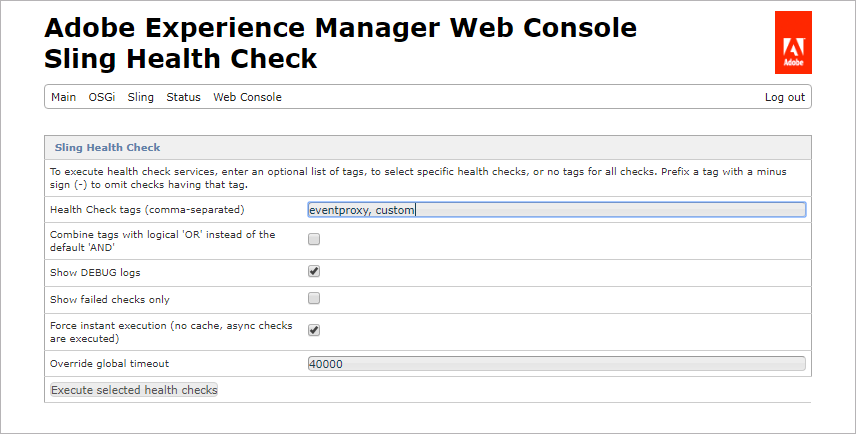 Adobe Experience Manager Web Console
Sling Health Check
Adobe
Main OSGi Sling Status Web Console Log out
Sling Health Check
To execute health check services, enter an optional list of tags, to select specific health checks, or no tags for all checks. Prefix a tag with a minus
sign (-) to omit checks having that tag.
Health Check tags (comma-separated) eventproxy, custom
Combine tags with logical 'OR' instead of the
default 'AND'
Show DEBUG logs
Show failed checks only
Force instant execution (no cache, async checks
are executed)
Override global timeout 40000
Execute selected health checks